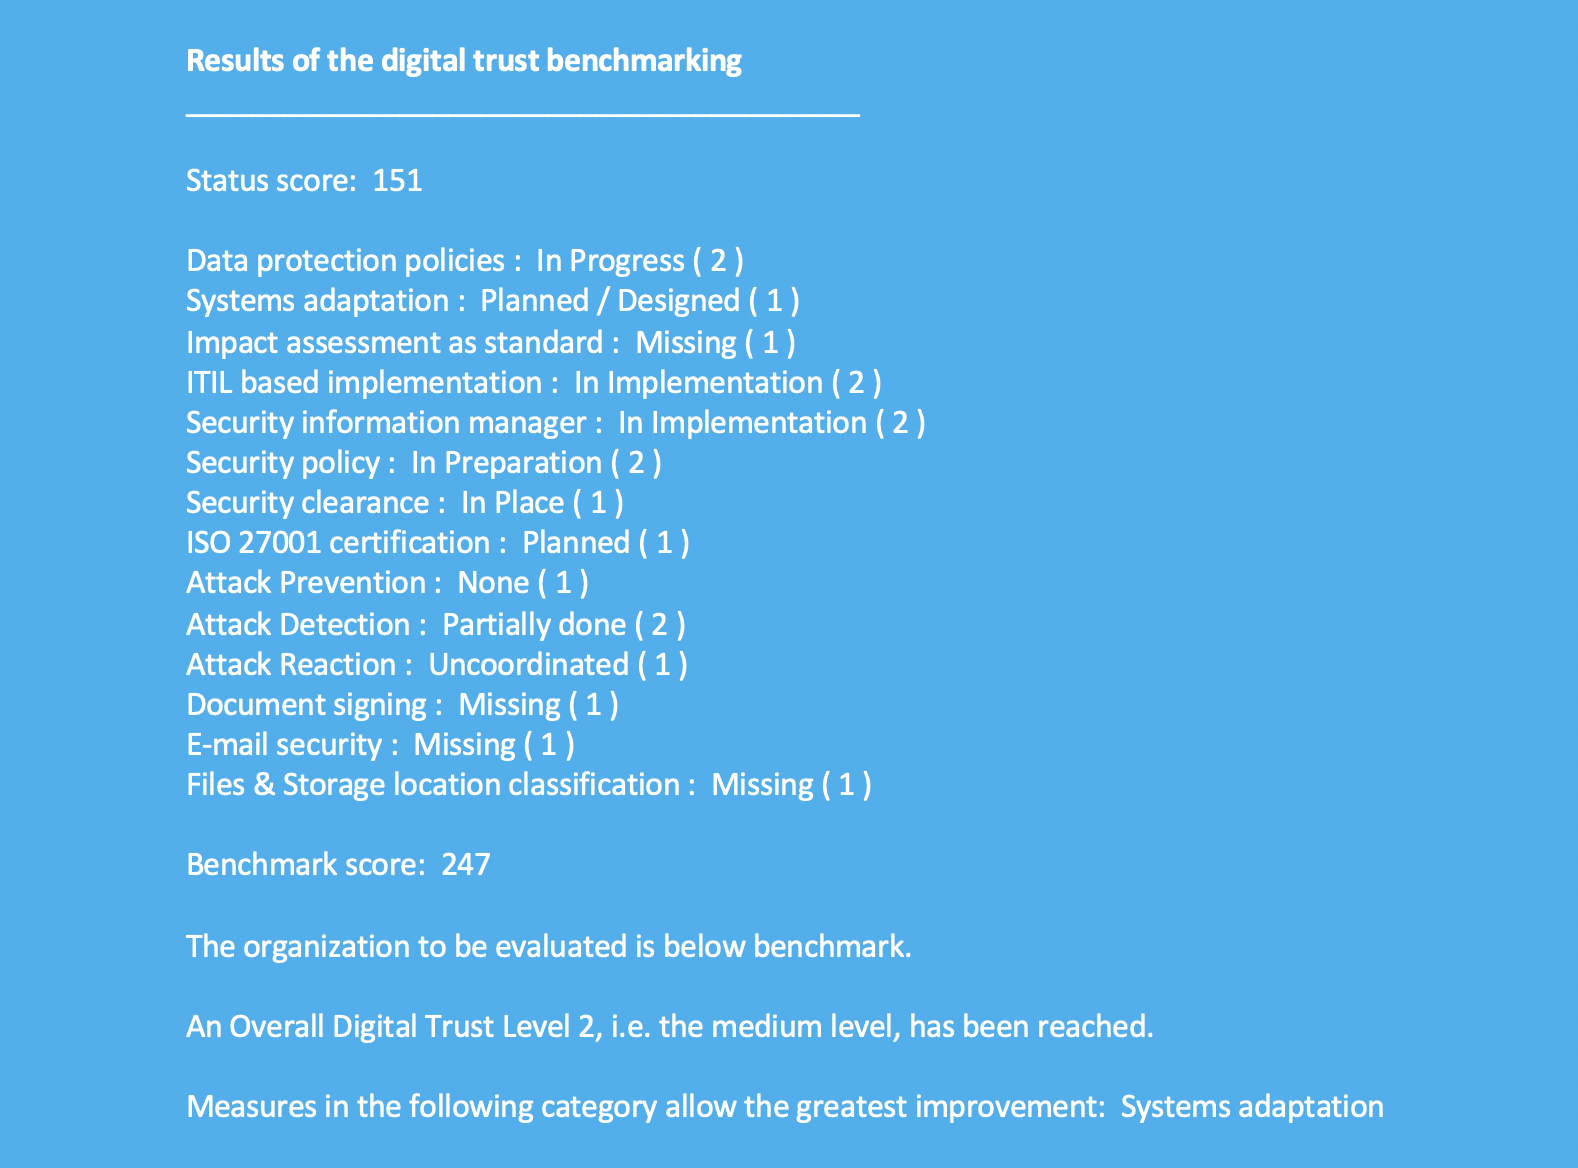 Results of the digital trust benchmarking
Status score: 151
Data protection policies : In Progress ( 2 )
Systems adaptation : Planned / Designed ( 1 )
Impact assessment as standard : Missing ( 1 )
ITIL based implementation : In Implementation ( 2 )
Security information manager : In Implementation ( 2 )
Security policy : In Preparation ( 2 )
Security clearance : In Place ( 1 )
ISO 27001 certification : Planned ( 1 )
Attack Prevention : None ( 1 )
Attack Detection : Partially done ( 2 )
Attack Reaction : Uncoordinated ( 1 )
Document signing : Missing ( 1 )
E-mail security : Missing ( 1 )
Files & Storage location classification : Missing ( 1 )
Benchmark score: 247
The organization to be evaluated is below benchmark.
An Overall Digital Trust Level 2, i.e. the medium level, has been reached.
Measures in the following category allow the greatest improvement: Systems adaptation